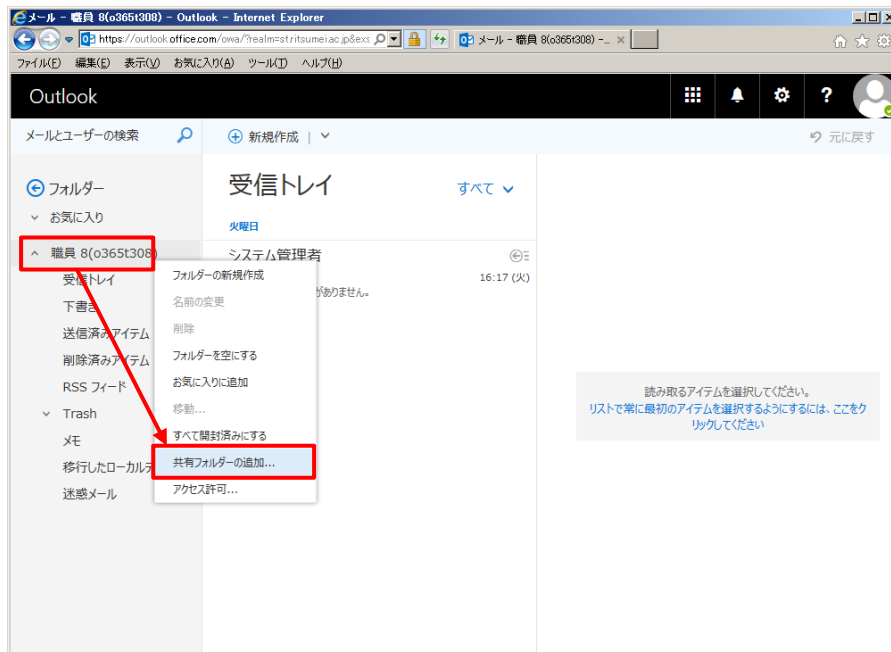 メール - 職員 8(o365t308) - Outlook - Internet Explorer
https://outlook.office.com/owa/?realm=st.ritsumei.ac.jp&exs
メール - 職員 8(o365t308) -...
ファイル(F) 編集(E) 表示(V) お気に入り(A) ツール(T) ヘルプ(H)
Outlook
?
メールとユーザーの検索
新規作成 |
元に戻す
フォルダー
受信トレイ
すべて
お気に入り
火曜日
職員 8(o365t308)
システム管理者
受信トレイ
フォルダーの新規作成
16:17 (火)
がありません。
下書き
名前の変更
送信済みアイテム
削除
削除済みアイテム
フォルダーを空にする
RSS フィード
お気に入りに追加
Trash
移動...
メモ
すべて開封済みにする
移行したローカルデ
共有フォルダーの追加...
迷惑メール
アクセス許可...
読み取るアイテムを選択してください。
リストで常に最初のアイテムを選択するようにするには、ここをク
リックしてください